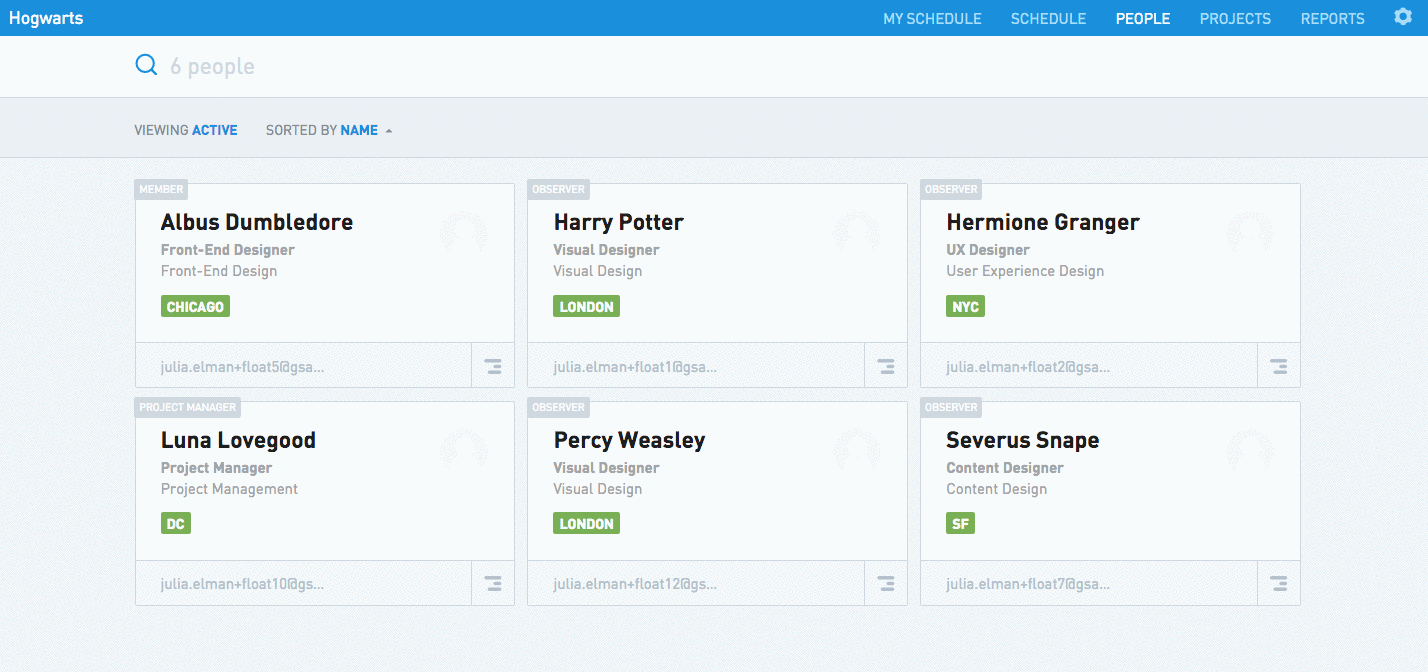 Hogwarts MY SCHEDULE SCHEDULE PEOPLE PROJECTS REPORTS
6 people
VIEWING ACTIVE SORTED BY NAME
MEMBER
Albus Dumbledore
Front-End Designer
Front-End Design
CHICAGO
julia.elman+float5@gsa...
OBSERVER
Harry Potter
Visual Designer
Visual Design
LONDON
julia.elman+float1@gsa...
OBSERVER
Hermione Granger
UX Designer
User Experience Design
NYC
julia.elman+float2@gsa...
PROJECT MANAGER
Luna Lovegood
Project Manager
Project Management
DC
julia.elman+float10@gsa...
OBSERVER
Percy Weasley
Visual Designer
Visual Design
LONDON
julia.elman+float12@gsa...
OBSERVER
Severus Snape
Content Designer
Content Design
SF
julia.elman+float7@gsa...